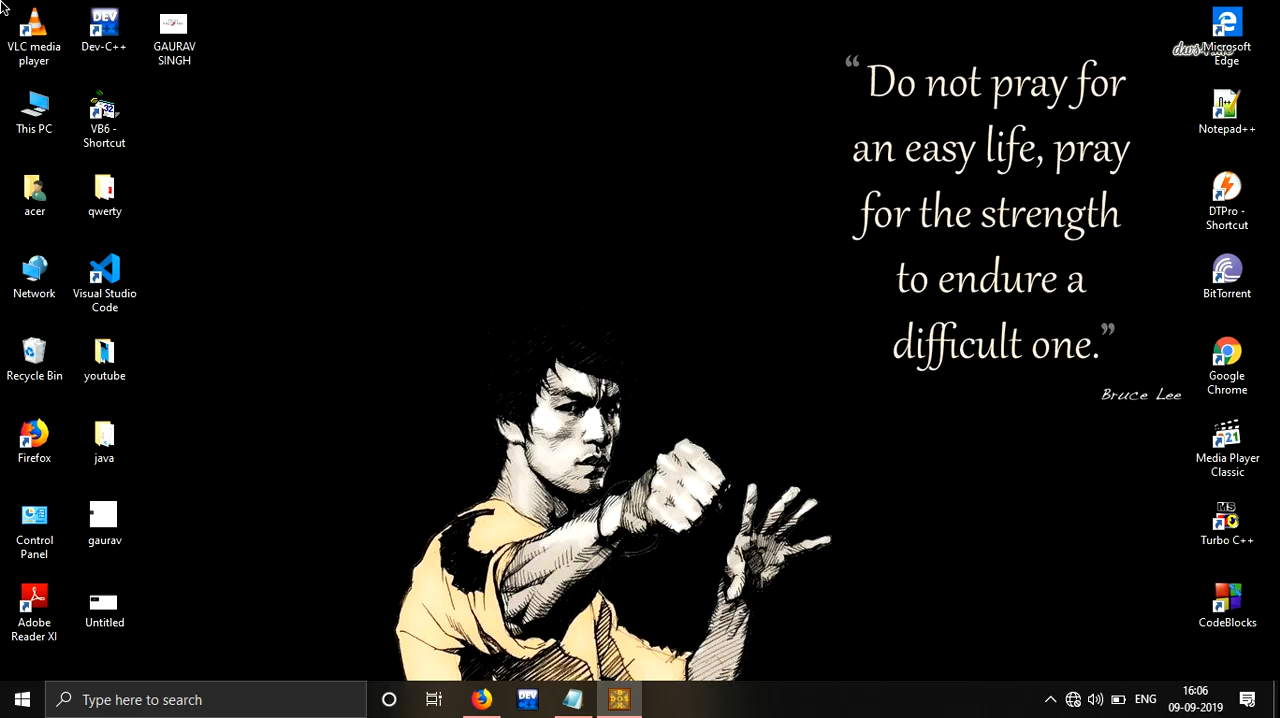 VLC media
player
Dev-C++
GAURAV
SINGH
This PC
VB6 -
Shortcut
acer
qwerty
Network
Visual Studio
Code
Recycle Bin
youtube
Firefox
java
Control
Panel
gaurav
Adobe
Reader XI
Untitled
“ Do not pray for
an easy life, pray
for the strength
to endure a
difficult one.”
Bruce Lee
Microsoft
Edge
Notepad++
DTPro -
Shortcut
BitTorrent
Google
Chrome
Media Player
Classic
Turbo C++
CodeBlocks
Type here to search
DEV
ENG
16:06
09-09-2019